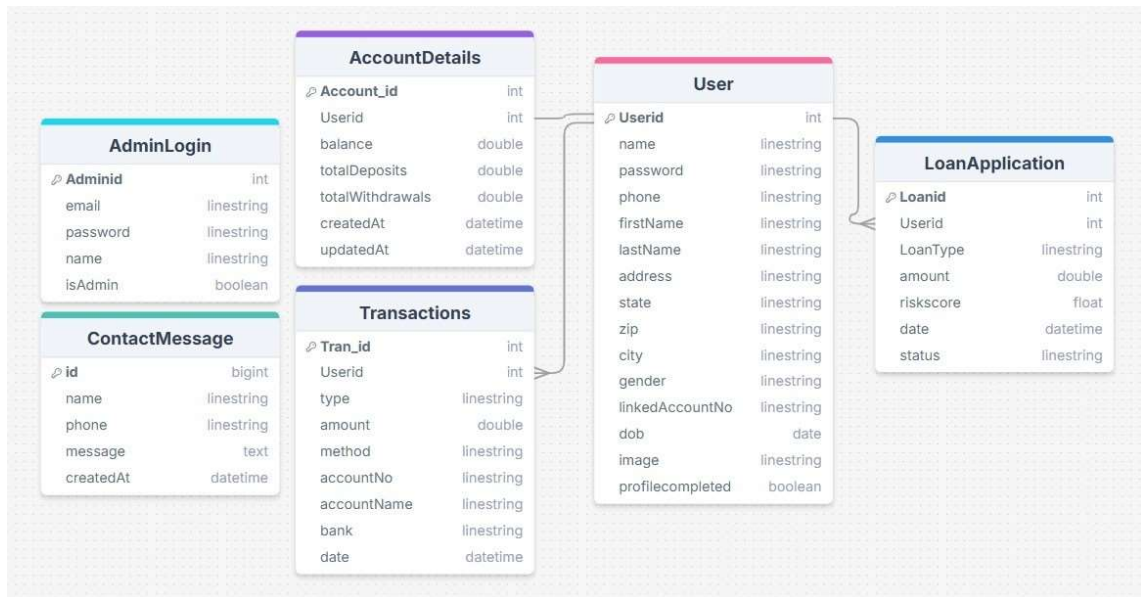 AdminLogin
Adminid int
email linestring
password linestring
name linestring
isAdmin boolean
ContactMessage
id bigint
name linestring
phone linestring
message text
createdAt datetime
AccountDetails
Account_id int
Userid int
balance double
totalDeposits double
totalWithdrawals double
createdAt datetime
updatedAt datetime
Transactions
Tran_id int
Userid int
type linestring
amount double
method linestring
accountNo linestring
accountName linestring
bank linestring
date datetime
User
Userid int
name linestring
password linestring
phone linestring
firstName linestring
lastName linestring
address linestring
state linestring
zip linestring
city linestring
gender linestring
linkedAccountNo linestring
dob date
image linestring
profilecompleted boolean
LoanApplication
Loanid int
Userid int
LoanType linestring
amount double
riskscore float
date datetime
status linestring